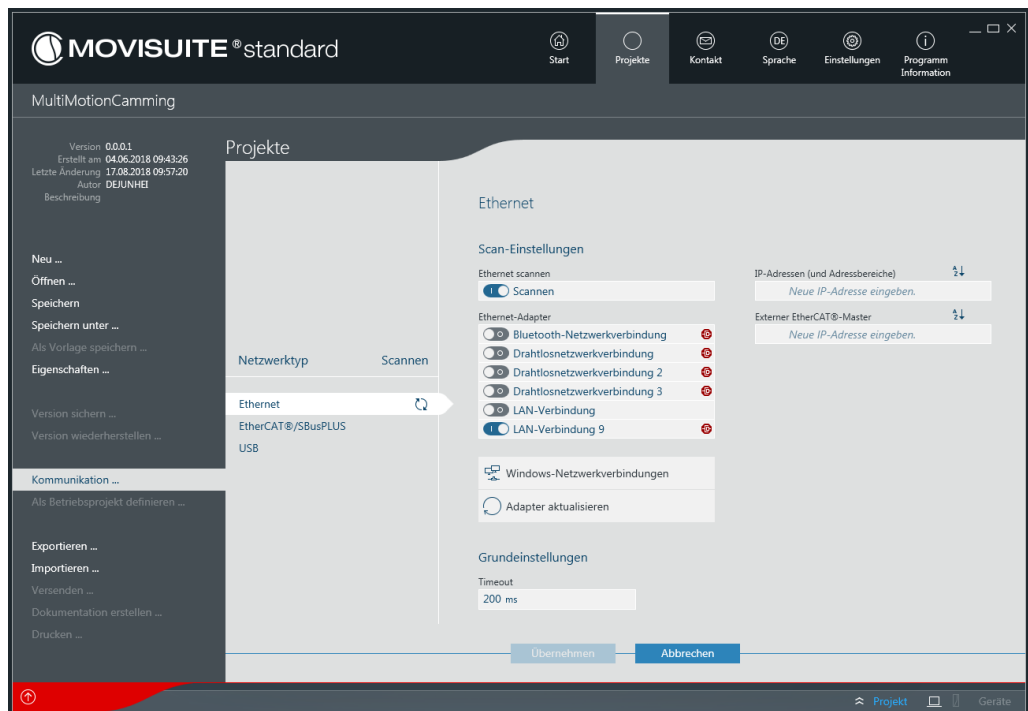 MOVISUITE®standard
Start
Projekte
Kontakt
DE
Sprache
Einstellungen
Programm
Information
MultiMotionCamming
Version 0.0.0.1
Erstellt am 04.06.2018 09:43:26
Letzte Änderung 17.08.2018 09:57:20
Autor DEJUNHEI
Beschreibung
Neu ...
Öffnen ...
Speichern
Speichern unter ...
Als Vorlage speichern ...
Eigenschaften ...
Version sichern ...
Version wiederherstellen ...
Kommunikation ...
Als Betriebsprojekt definieren ...
Exportieren ...
Importieren ...
Versenden ...
Dokumentation erstellen ...
Drucken ...
Projekte
Netzwerktyp Scannen
Ethernet
EtherCAT®/SBusPLUS
USB
Ethernet
Scan-Einstellungen
Ethernet scannen
Scannen
Ethernet-Adapter
Bluetooth-Netzwerkverbindung
Drahtlosnetzwerkverbindung
Drahtlosnetzwerkverbindung 2
Drahtlosnetzwerkverbindung 3
LAN-Verbindung
LAN-Verbindung 9
Windows-Netzwerkverbindungen
Adapter aktualisieren
Grundeinstellungen
Timeout
200 ms
IP-Adressen (und Adressbereiche)
Neue IP-Adresse eingeben.
Externer EtherCAT®-Master
Neue IP-Adresse eingeben.
Übernehmen
Abbrechen
Projekt
Geräte